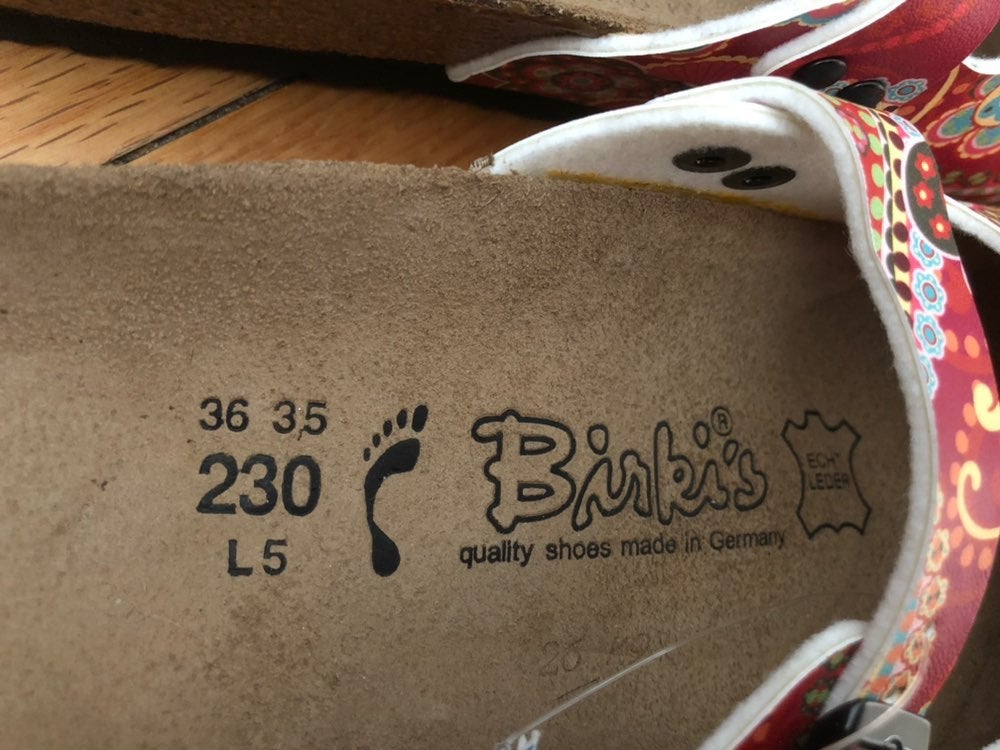 36 3,5
230
L 5
Birki's®
quality shoes made in Germany
ECHT
LEDER